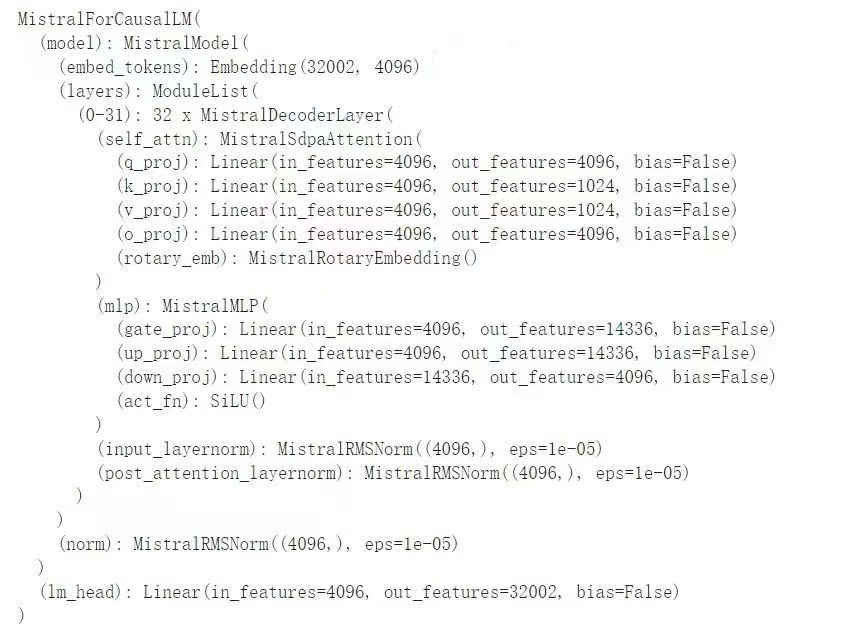 MistralForCausalLM(
  (model): MistralModel(
    (embed_tokens): Embedding(32002, 4096)
    (layers): ModuleList(
      (0-31): 32 x MistralDecoderLayer(
        (self_attn): MistralSdpaAttention(
          (q_proj): Linear(in_features=4096, out_features=4096, bias=False)
          (k_proj): Linear(in_features=4096, out_features=1024, bias=False)
          (v_proj): Linear(in_features=4096, out_features=1024, bias=False)
          (o_proj): Linear(in_features=4096, out_features=4096, bias=False)
          (rotary_emb): MistralRotaryEmbedding()
        )
        (mlp): MistralMLP(
          (gate_proj): Linear(in_features=4096, out_features=14336, bias=False)
          (up_proj): Linear(in_features=4096, out_features=14336, bias=False)
          (down_proj): Linear(in_features=14336, out_features=4096, bias=False)
          (act_fn): SiLU()
        )
        (input_layernorm): MistralRMSNorm((4096,), eps=1e-05)
        (post_attention_layernorm): MistralRMSNorm((4096,), eps=1e-05)
      )
    )
    (norm): MistralRMSNorm((4096,), eps=1e-05)
  )
  (lm_head): Linear(in_features=4096, out_features=32002, bias=False)
)